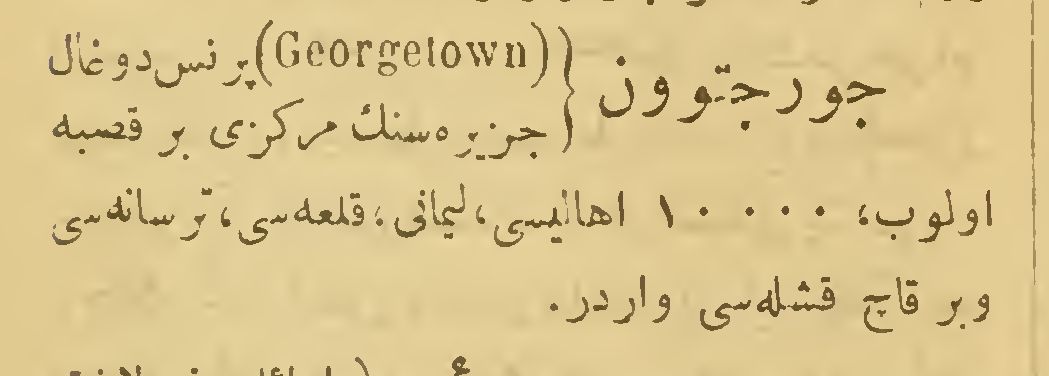 جورجتوون {(Georgetown) پرنس دوغال
جزیره‌سنك مرکزی بر قصبه
اولوب، ۱۰۰۰۰ اهالیسی، لیمانی، قلعه‌سی، ترسانه‌سی
وبر قاچ قشله‌سی واردر.